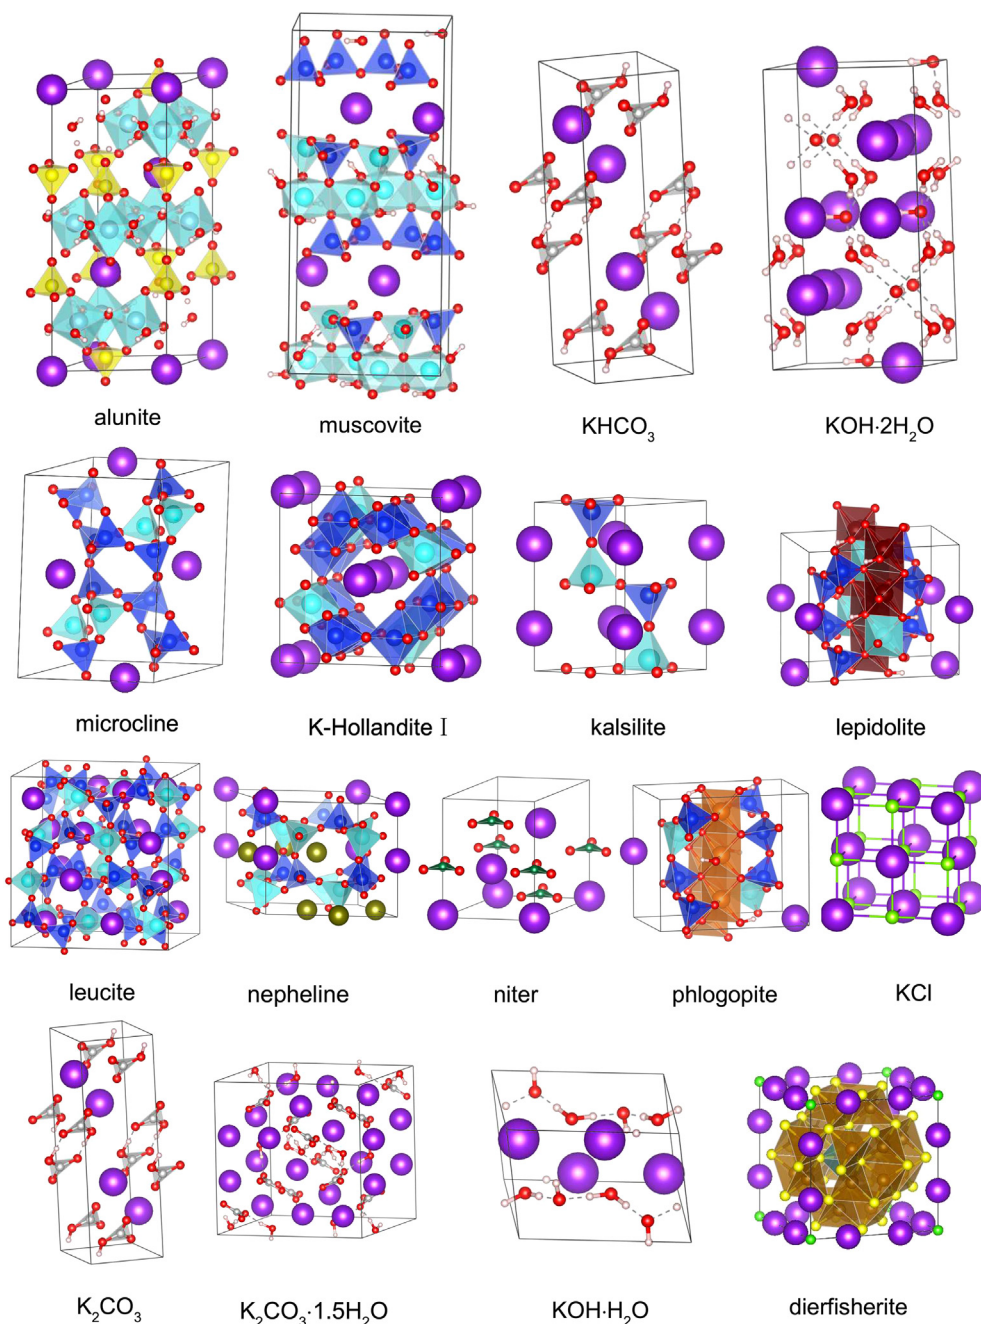 alunite muscovite KHCO₃ KOH·2H₂O
microcline K-Hollandite I kalsilite lepidolite
leucite nepheline niter phlogopite KCl
K₂CO₃ K₂CO₃·1.5H₂O KOH·H₂O dierfisherite